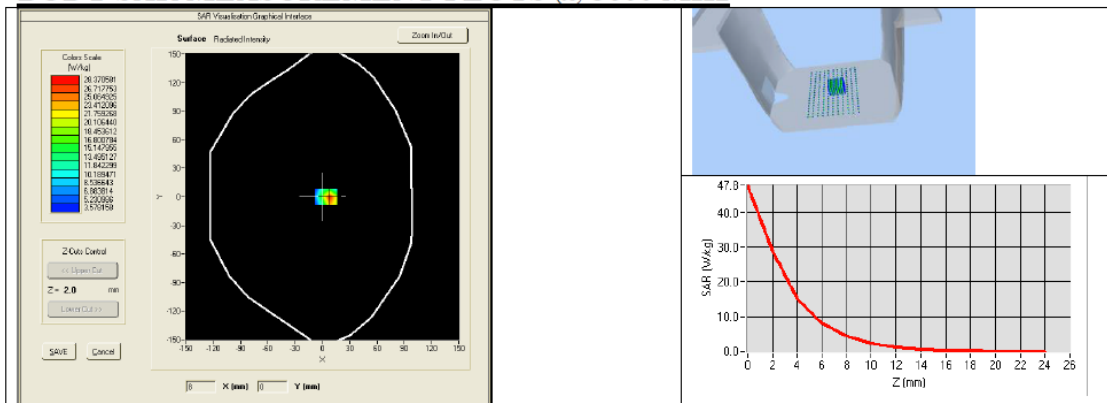 SAR Visualisation Graphical Interface
Surface Radiated Intensity
Zoom In/Out
Colors Scale
(W/kg)
28.370581
26.717753
25.064925
23.412096
21.759268
20.106440
18.453612
16.800784
15.147955
13.495127
11.842299
10.189471
8.536643
6.883814
5.230986
3.578158
Z-Cuts Control
<< Upper Cut
Z = 2.0 mm
Lower Cut >>
SAVE Cancel
150
120
90
60
30
Y 0
-30
-60
-90
-120
-150
-150 -120 -90 -60 -30 0 30 60 90 120 150
X
8 X (mm) 0 Y (mm)
47.0
40.0
30.0
20.0
10.0
0.0
SAR (W/kg)
0 2 4 6 8 10 12 14 16 18 20 22 24 26
Z (mm)